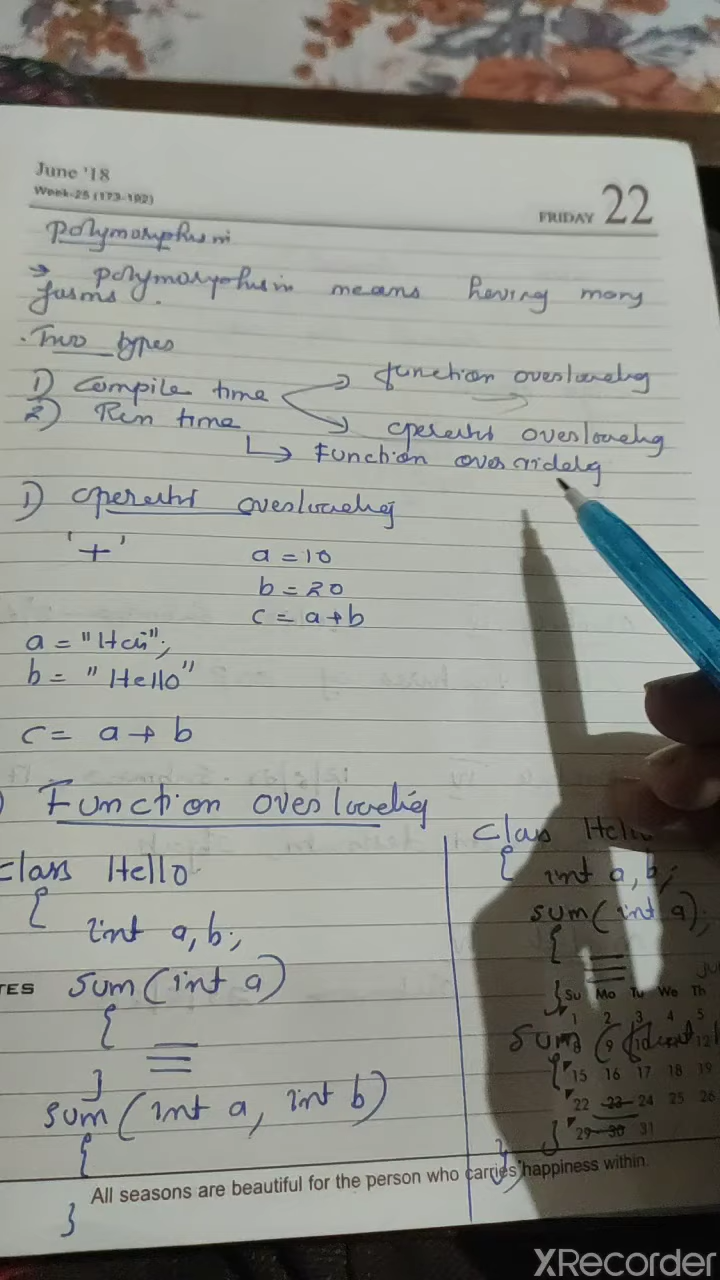 June '18
Week-25 (173-192)
FRIDAY 22
polymorphism
→ polymorphism means having many
forms.
. Two types
1) Compile time → function overloading
2) Run time → operator overloading
↳ Function overriding
1) operator overloading
'+' a = 10
b = 20
c = a+b
a = "Hai";
b = "Hello"
c = a + b
) Function overloading
class Hello
{
int a, b;
sum (int a)
{
}
sum (int a, int b)
{
}
class
{ int a, b;
sum (int a);
{
}
sum (
{
}
}
TES
Su Mo Tu We Th
1 2 3 4 5
9 12
15 16 17 18 19
22 23 24 25 26
29 30 31
All seasons are beautiful for the person who carries happiness within.
XRecorder